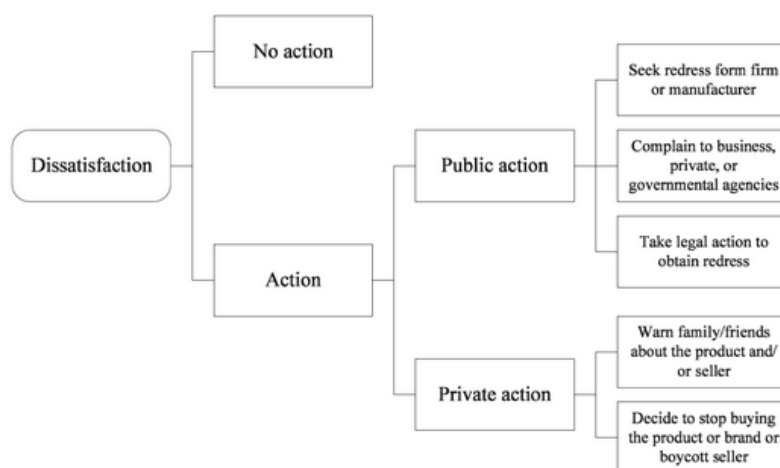 No action
Seek redress form firm
or manufacturer
Dissatisfaction
Public action
Complain to business,
private, or
governmental agencies
Take legal action to
obtain redress
Action
Warn family/friends
about the product and/
or seller
Private action
Decide to stop buying
the product or brand or
boycott seller